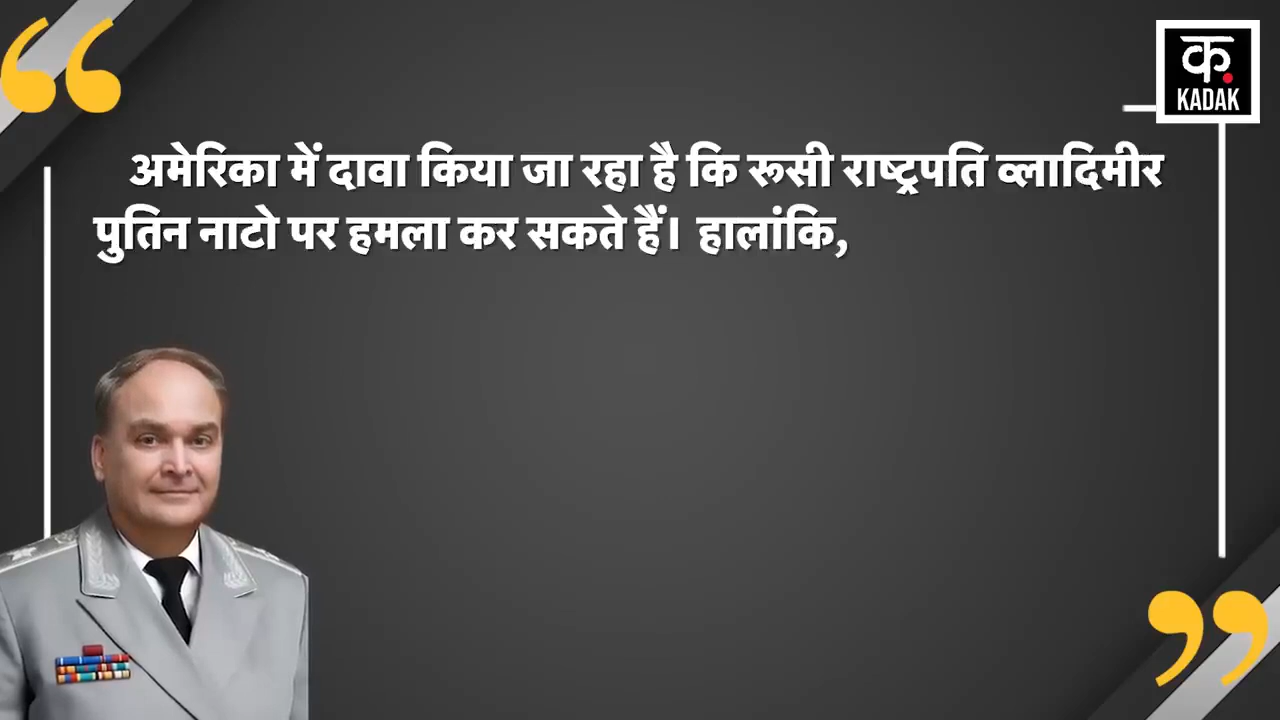 क
KADAK
अमेरिका में दावा किया जा रहा है कि रूसी राष्ट्रपति व्लादिमीर
पुतिन नाटो पर हमला कर सकते हैं। हालांकि,